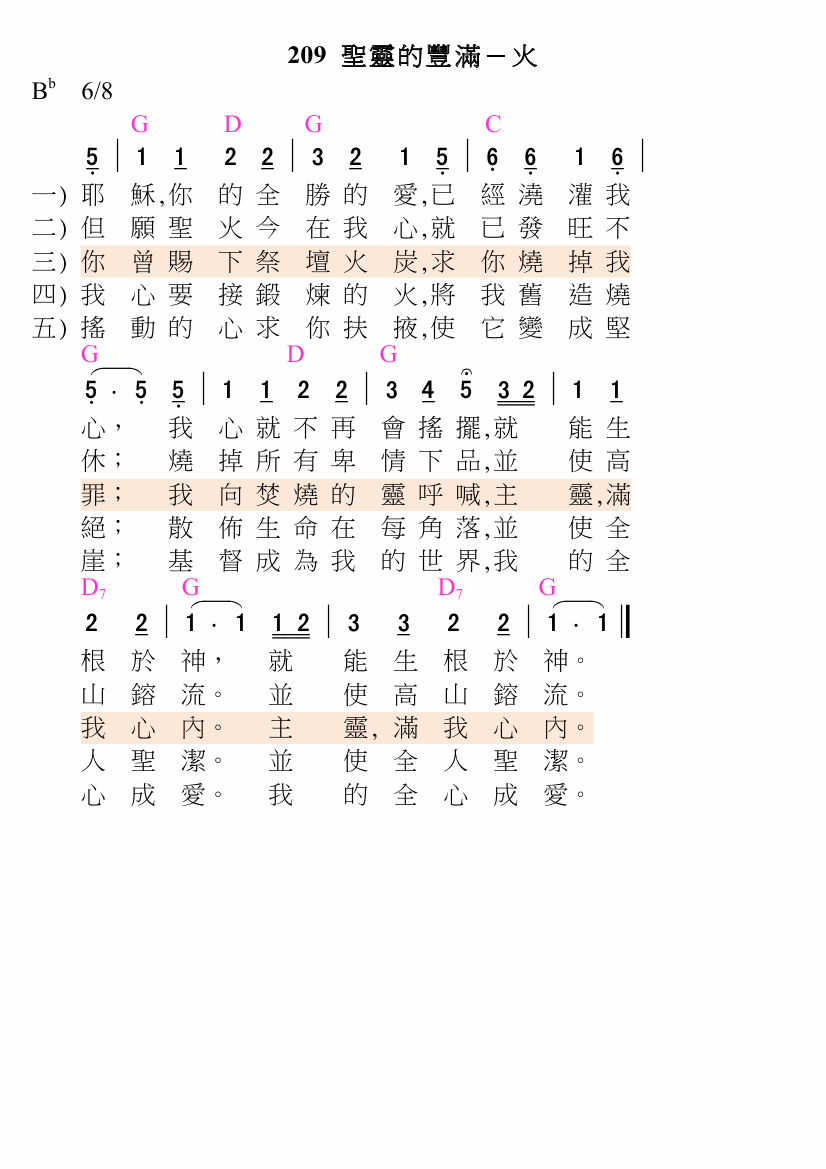 209 聖靈的豐滿－火
Bb 6/8
G D G C
5 | 1 1 2 2 | 3 2 1 5 | 6 6 1 6 |
一) 耶 穌,你 的 全 勝 的 愛,已 經 澆 灌 我
二) 但 願 聖 火 今 在 我 心,就 已 發 旺 不
三) 你 曾 賜 下 祭 壇 火 炭,求 你 燒 掉 我
四) 我 心 要 接 鍛 煉 的 火,將 我 舊 造 燒
五) 搖 動 的 心 求 你 扶 掖,使 它 變 成 堅
G D G
5 · 5 5 | 1 1 2 2 | 3 4 5 3 2 | 1 1
心， 我 心 就 不 再 會 搖 擺,就 能 生
休； 燒 掉 所 有 卑 情 下 品,並 使 高
罪； 我 向 焚 燒 的 靈 呼 喊,主 靈,滿
絕； 散 佈 生 命 在 每 角 落,並 使 全
崖； 基 督 成 為 我 的 世 界,我 的 全
D7 G D7 G
2 2 | 1 · 1 1 2 | 3 3 2 2 | 1 · 1 ‖
根 於 神， 就 能 生 根 於 神。
山 鎔 流。 並 使 高 山 鎔 流。
我 心 內。 主 靈, 滿 我 心 內。
人 聖 潔。 並 使 全 人 聖 潔。
心 成 愛。 我 的 全 心 成 愛。